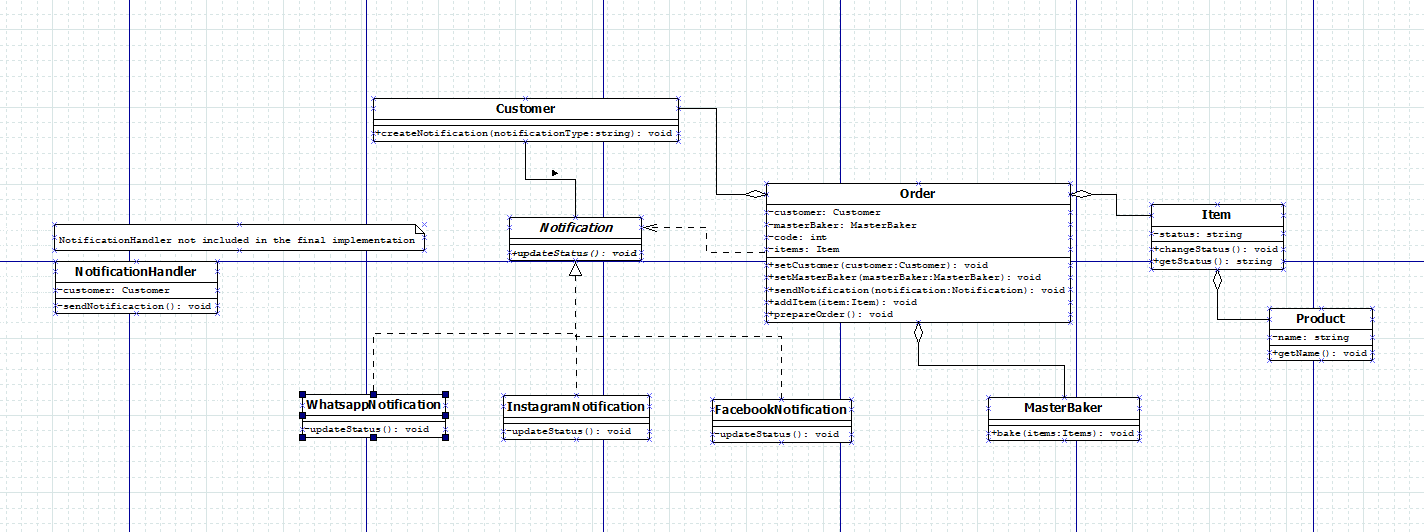 Customer
+createNotification(notificationType:string): void
Notification
+updateStatus(): void
NotificationHandler not included in the final implementation
NotificationHandler
-customer: Customer
-sendNotificaction(): void
Order
-customer: Customer
-masterBaker: MasterBaker
-code: int
-items: Item
+setCustomer(customer:Customer): void
+setMasterBaker(masterBaker:MasterBaker): void
+sendNotification(notification:Notification): void
+addItem(item:Item): void
+prepareOrder(): void
Item
-status: string
+changeStatus(): void
+getStatus(): string
Product
-name: string
+getName(): void
WhatsappNotification
-updateStatus(): void
InstagramNotification
-updateStatus(): void
FacebookNotification
-updateStatus(): void
MasterBaker
+bake(items:Items): void